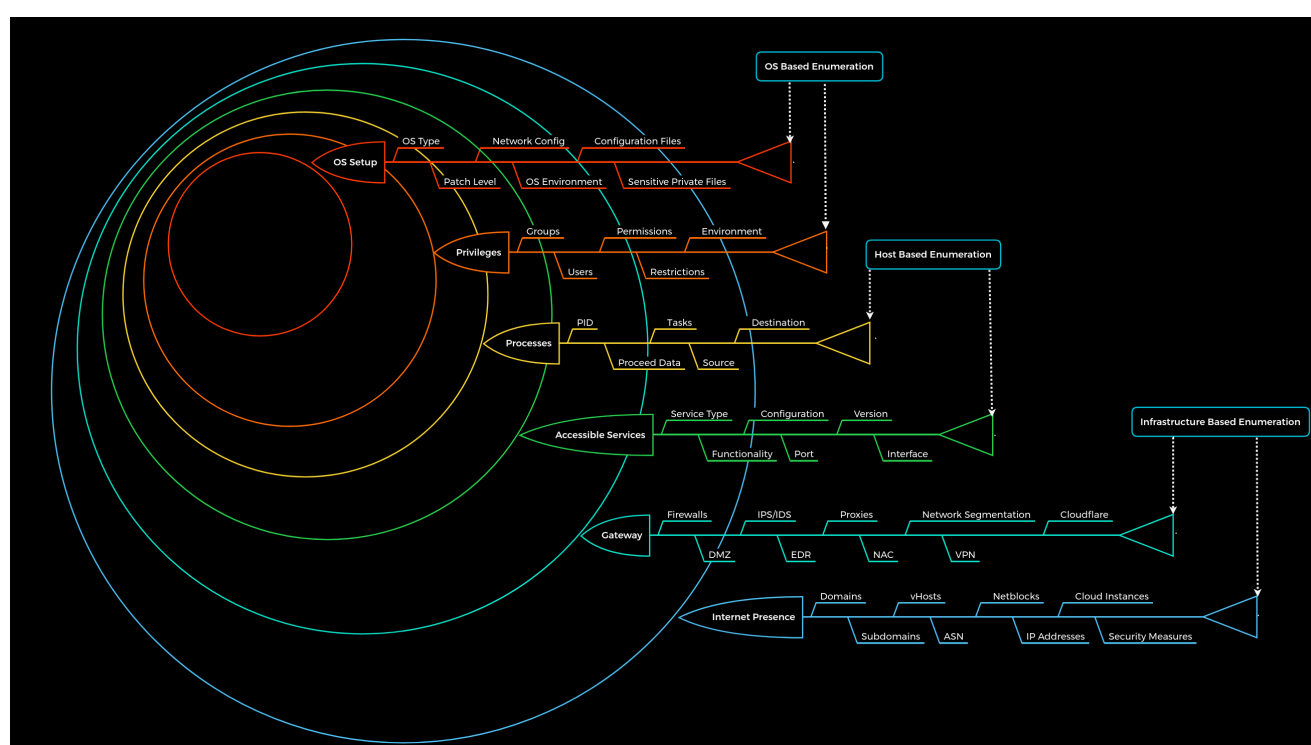 OS Based Enumeration
OS Type
Network Config
Configuration Files
OS Setup
Patch Level
OS Environment
Sensitive Private Files
Groups
Permissions
Environment
Host Based Enumeration
Privileges
Users
Restrictions
PID
Tasks
Destination
Processes
Proceed Data
Source
Service Type
Configuration
Version
Infrastructure Based Enumeration
Accessible Services
Functionality
Port
Interface
Firewalls
IPS/IDS
Proxies
Network Segmentation
Cloudflare
Gateway
DMZ
EDR
NAC
VPN
Domains
vHosts
Netblocks
Cloud Instances
Internet Presence
Subdomains
ASN
IP Addresses
Security Measures